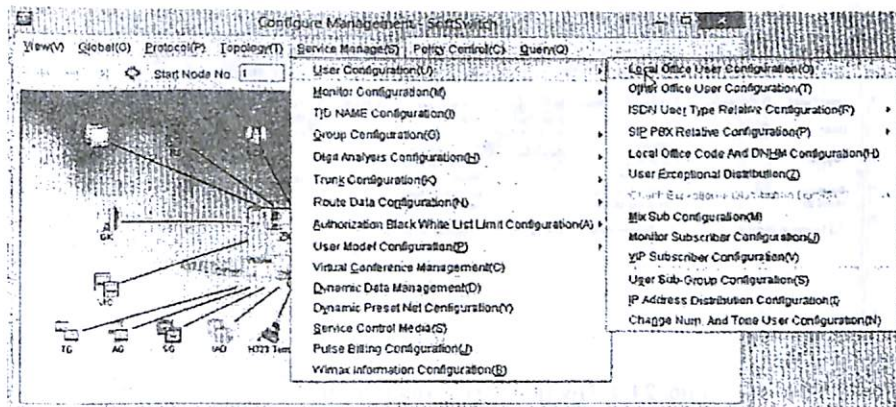 Configure Management - SoftSwitch
View(V) Global(G) Protocol(P) Topology(T) Service Manage(S) Policy Control(C) Query(Q)
Start Node No 1
User Configuration(U)
Monitor Configuration(M)
TID NAME Configuration(I)
Group Configuration(G)
Digit Analysis Configuration(H)
Trunk Configuration(K)
Route Data Configuration(N)
Authorization Black White List Limit Configuration(A)
User Model Configuration(P)
Virtual Conference Management(C)
Dynamic Data Management(D)
Dynamic Preset Net Configuration(Y)
Service Control Media(S)
Pulse Billing Configuration(J)
Wimax Information Configuration(B)
Local Office User Configuration(O)
Other Office User Configuration(T)
ISDN User Type Relative Configuration(R)
SIP PBX Relative Configuration(P)
Local Office Code And DNHM Configuration(H)
User Exceptional Distribution(Z)
Mix Sub Configuration(M)
Monitor Subscriber Configuration(J)
VIP Subscriber Configuration(V)
User Sub-Group Configuration(S)
IP Address Distribution Configuration(I)
Change Num. And Tone User Configuration(N)
GK
TG AG SG IAD H323